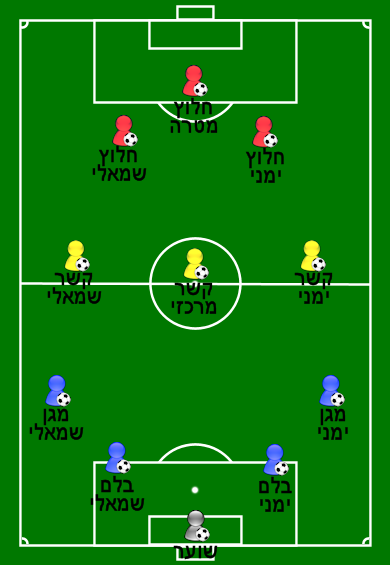 חלוץ
מטרה
חלוץ
שמאלי
חלוץ
ימני
קשר
שמאלי
קשר
מרכזי
קשר
ימני
מגן
שמאלי
מגן
ימני
בלם
שמאלי
בלם
ימני
שוער